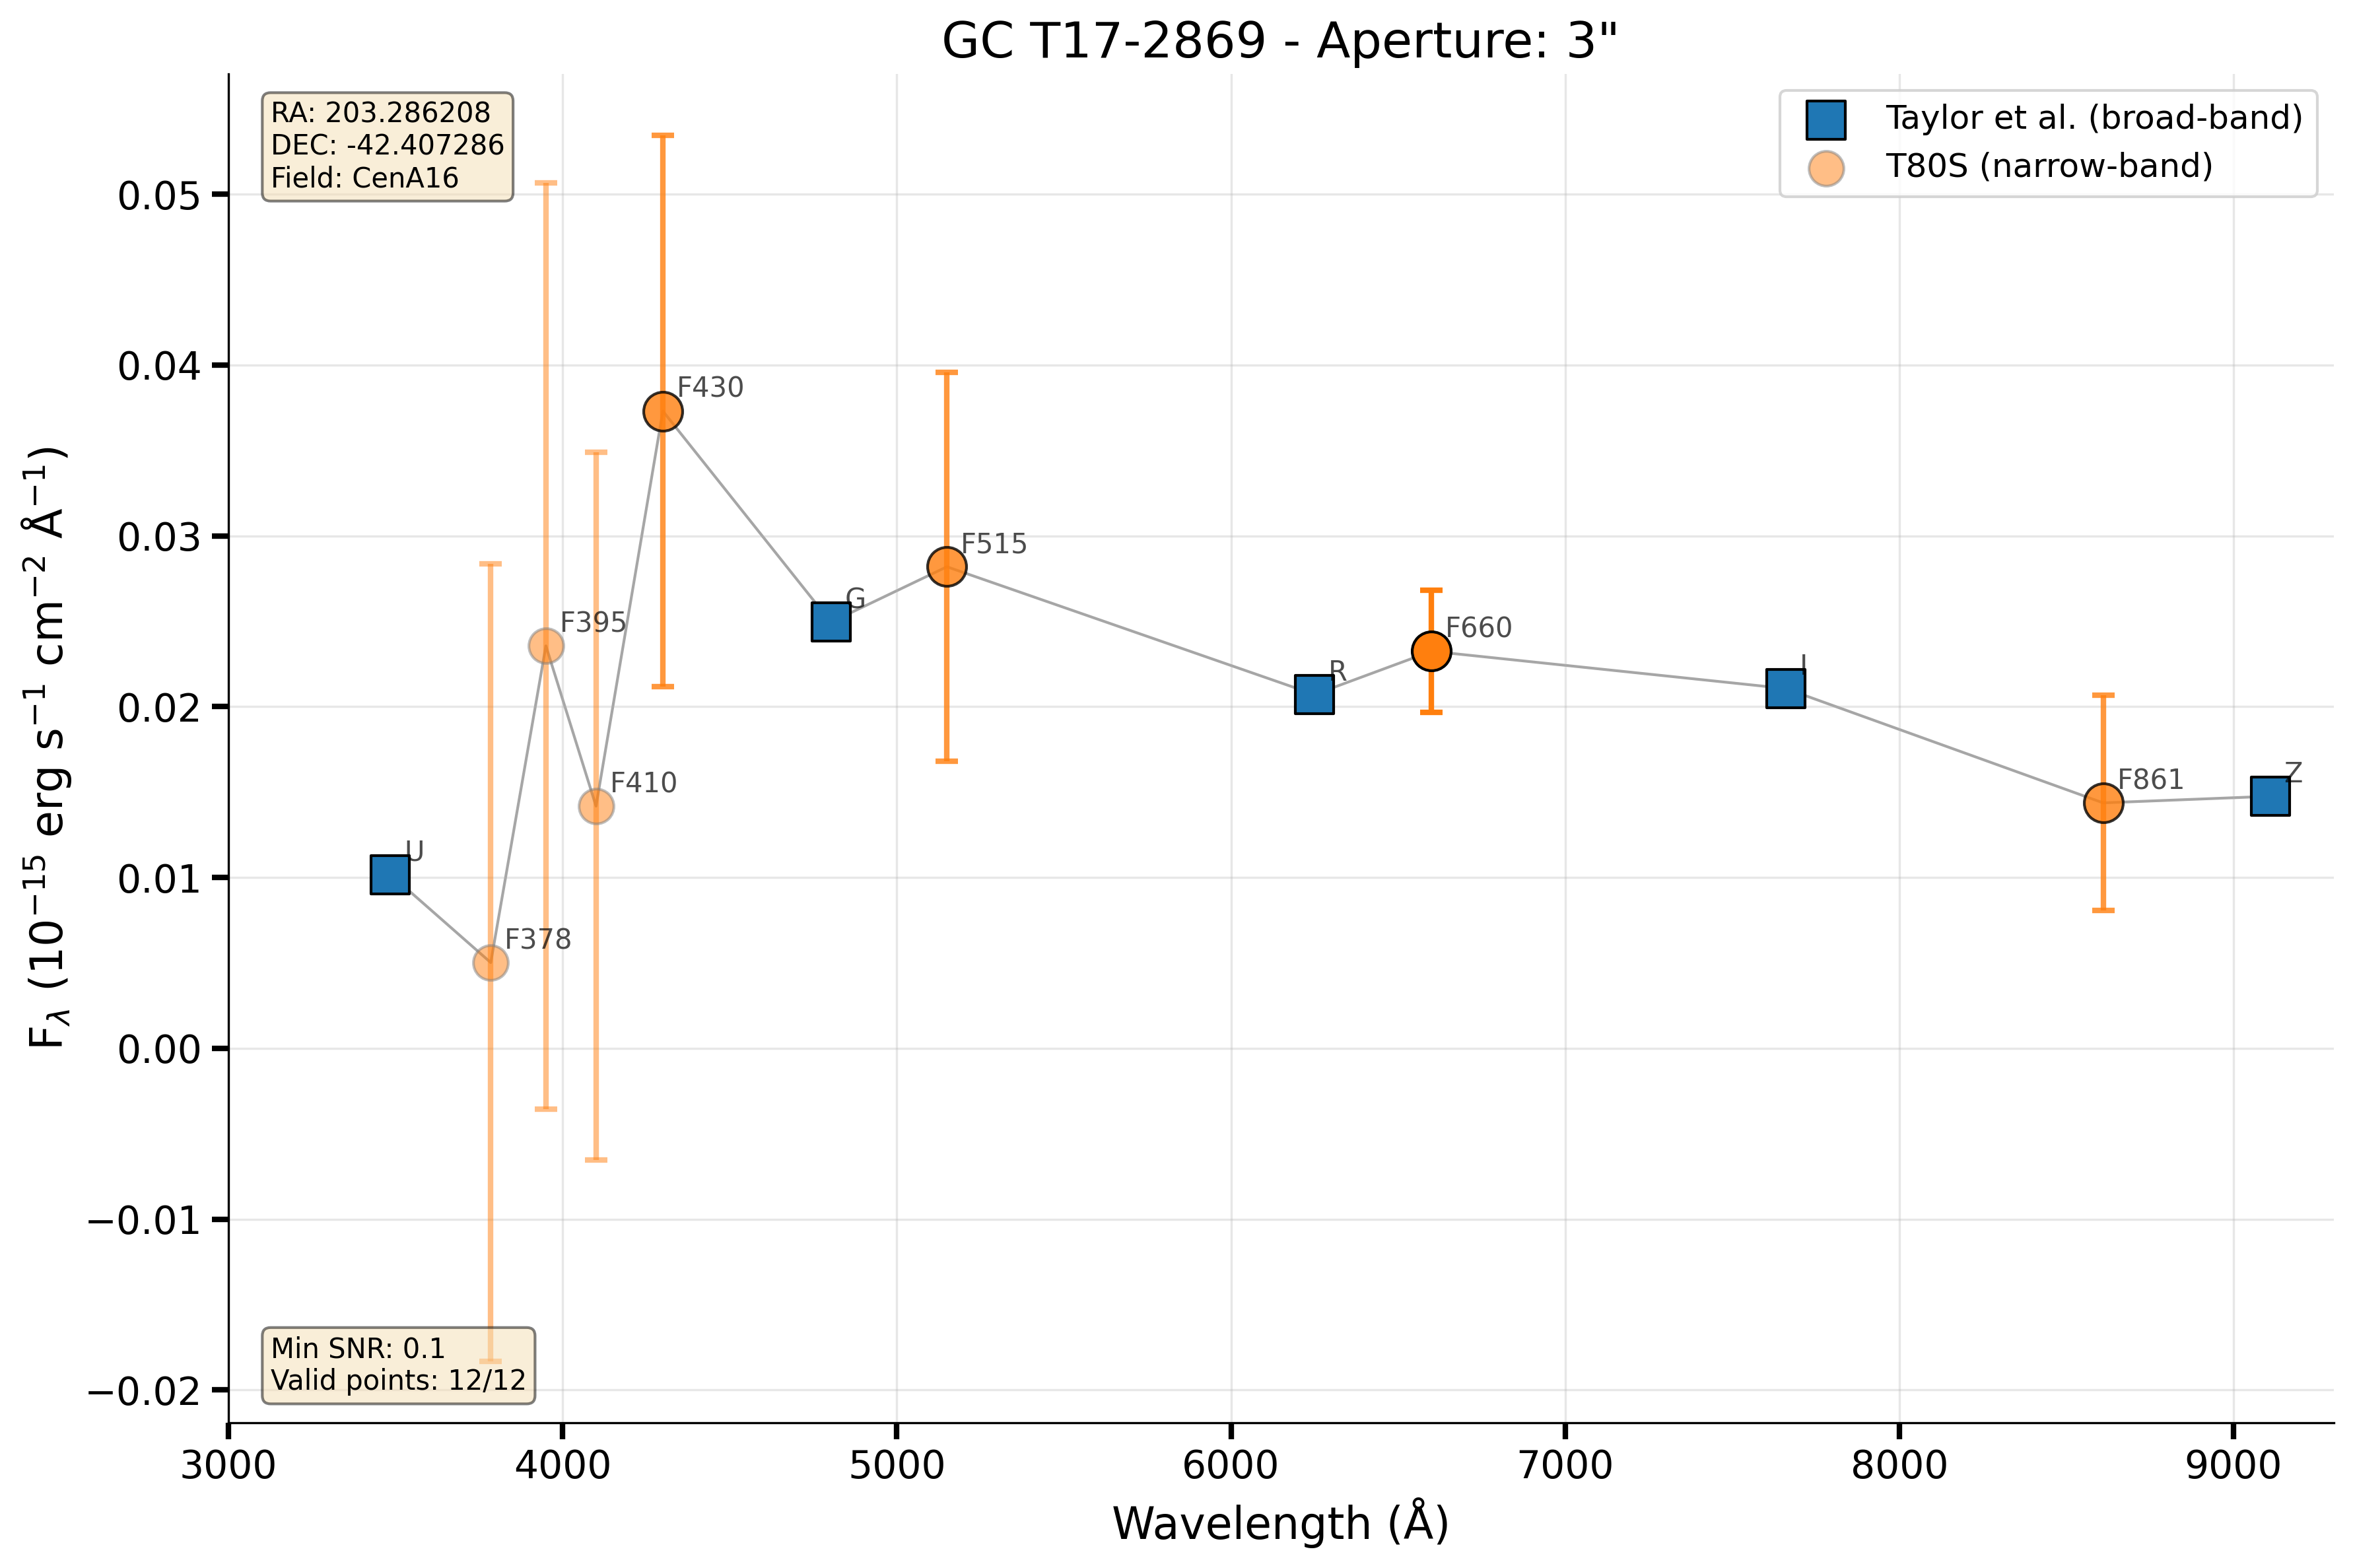 GC T17-2869 - Aperture: 3"
RA: 203.286208
DEC: -42.407286
Field: CenA16
Taylor et al. (broad-band)
T80S (narrow-band)
F_λ (10⁻¹⁵ erg s⁻¹ cm⁻² Å⁻¹)
0.05
0.04
0.03
0.02
0.01
0.00
−0.01
−0.02
U
F378
F395
F410
F430
G
F515
R
F660
I
F861
Z
Min SNR: 0.1
Valid points: 12/12
3000
4000
5000
6000
7000
8000
9000
Wavelength (Å)